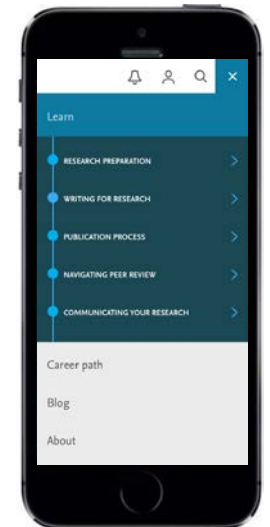 Learn
RESEARCH PREPARATION
WRITING FOR RESEARCH
PUBLICATION PROCESS
NAVIGATING PEER REVIEW
COMMUNICATING YOUR RESEARCH
Career path
Blog
About